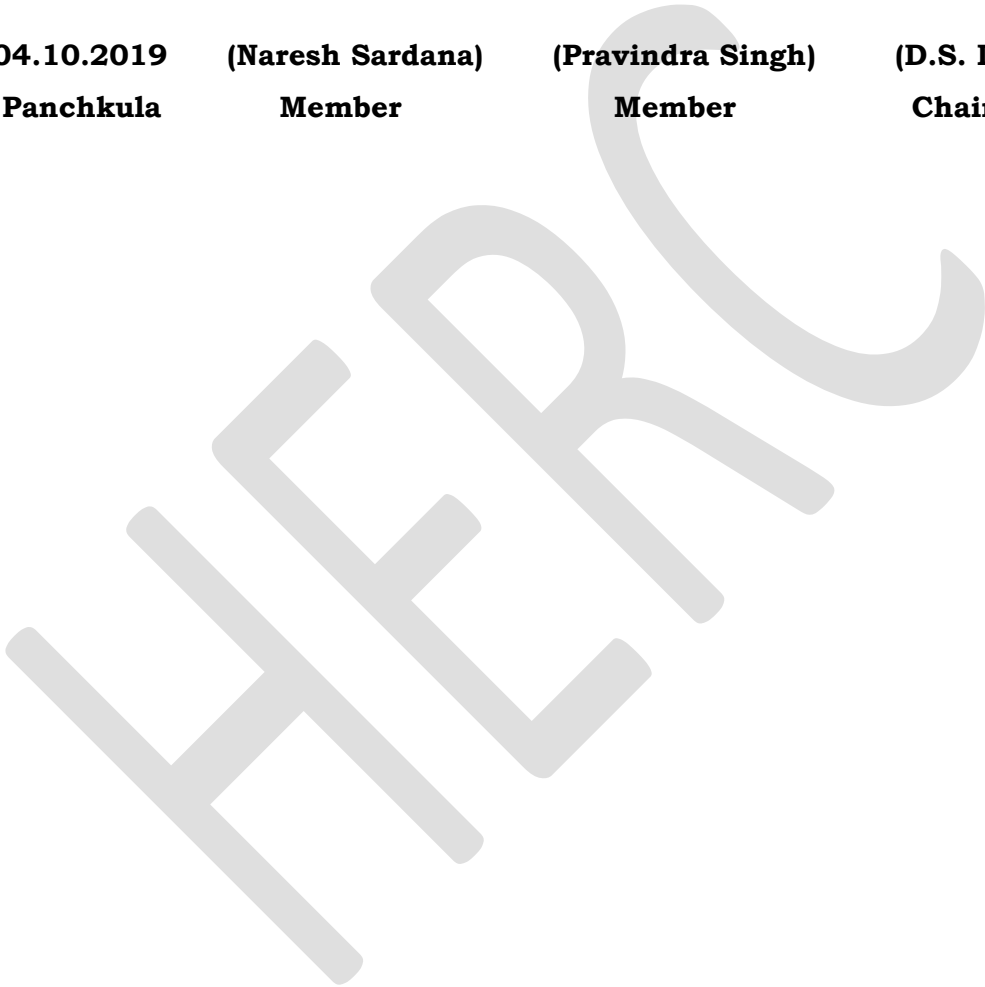 04.10.2019 (Naresh Sardana) (Pravindra Singh) (D.S.
Panchkula Member Member
HERC